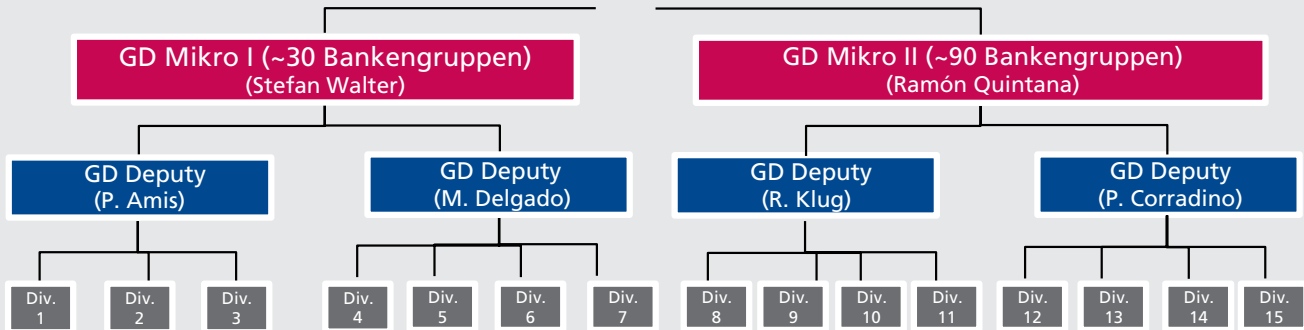 GD Mikro I (~30 Bankengruppen)
(Stefan Walter)
GD Mikro II (~90 Bankengruppen)
(Ramón Quintana)
GD Deputy
(P. Amis)
GD Deputy
(M. Delgado)
GD Deputy
(R. Klug)
GD Deputy
(P. Corradino)
Div.
1
Div.
2
Div.
3
Div.
4
Div.
5
Div.
6
Div.
7
Div.
8
Div.
9
Div.
10
Div.
11
Div.
12
Div.
13
Div.
14
Div.
15